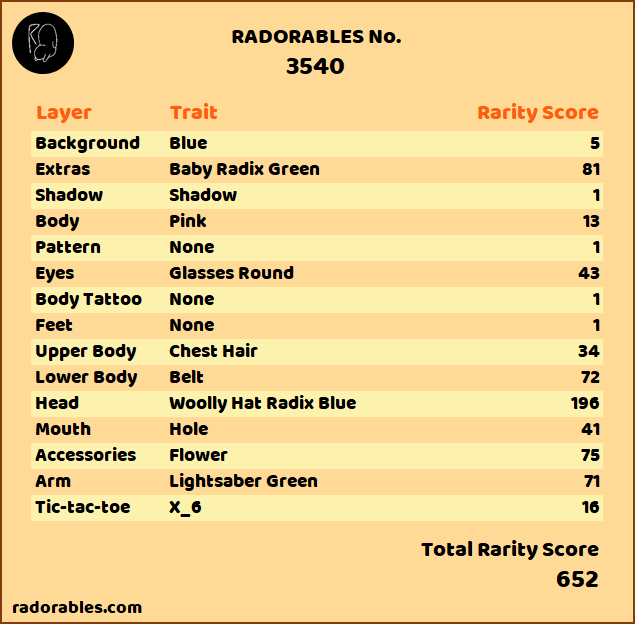 RADORABLES No.
3540
Layer Trait Rarity Score
Background Blue 5
Extras Baby Radix Green 81
Shadow Shadow 1
Body Pink 13
Pattern None 1
Eyes Glasses Round 43
Body Tattoo None 1
Feet None 1
Upper Body Chest Hair 34
Lower Body Belt 72
Head Woolly Hat Radix Blue 196
Mouth Hole 41
Accessories Flower 75
Arm Lightsaber Green 71
Tic-tac-toe X_6 16
Total Rarity Score
652
radorables.com